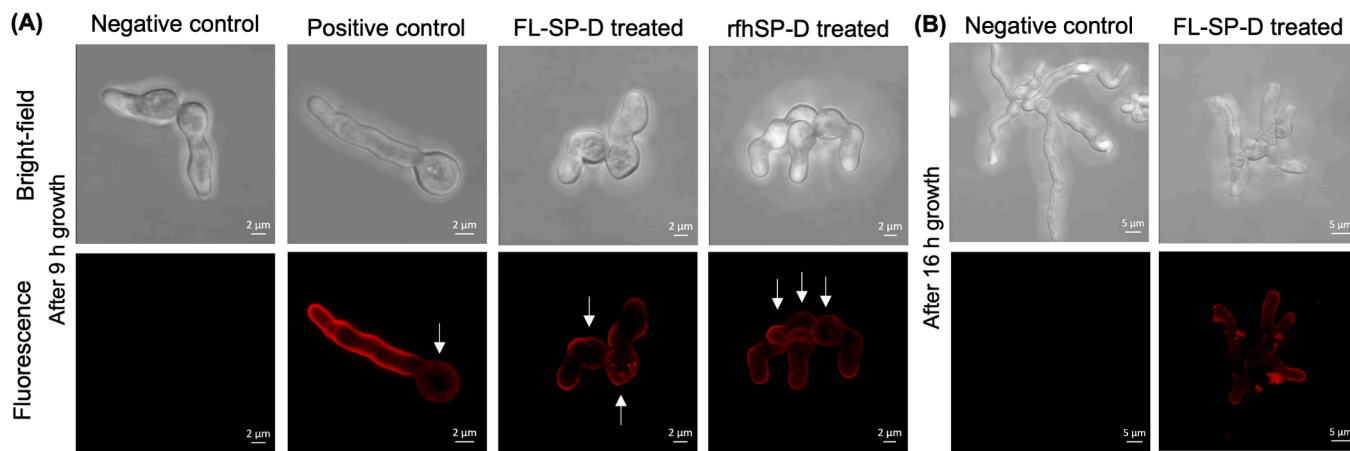 (A)
Negative control
Positive control
FL-SP-D treated
rfhSP-D treated
(B)
Negative control
FL-SP-D treated
Bright-field
After 9 h growth
Fluorescence
After 16 h growth
2 µm
2 µm
2 µm
2 µm
5 µm
5 µm
2 µm
2 µm
2 µm
2 µm
5 µm
5 µm